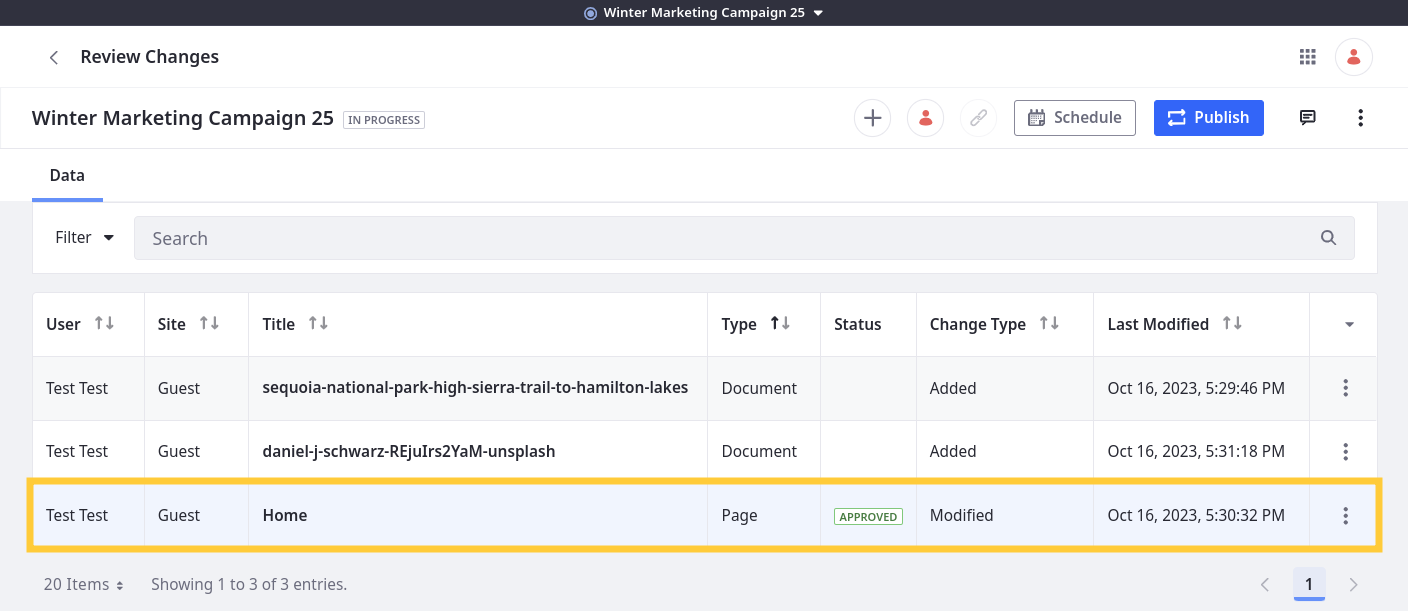 Winter Marketing Campaign 25
Review Changes
Winter Marketing Campaign 25 IN PROGRESS Schedule Publish
Data
Filter Search
User Site Title Type Status Change Type Last Modified
Test Test Guest sequoia-national-park-high-sierra-trail-to-hamilton-lakes Document Added Oct 16, 2023, 5:29:46 PM
Test Test Guest daniel-j-schwarz-REjuIrs2YaM-unsplash Document Added Oct 16, 2023, 5:31:18 PM
Test Test Guest Home Page APPROVED Modified Oct 16, 2023, 5:30:32 PM
20 Items Showing 1 to 3 of 3 entries. 1